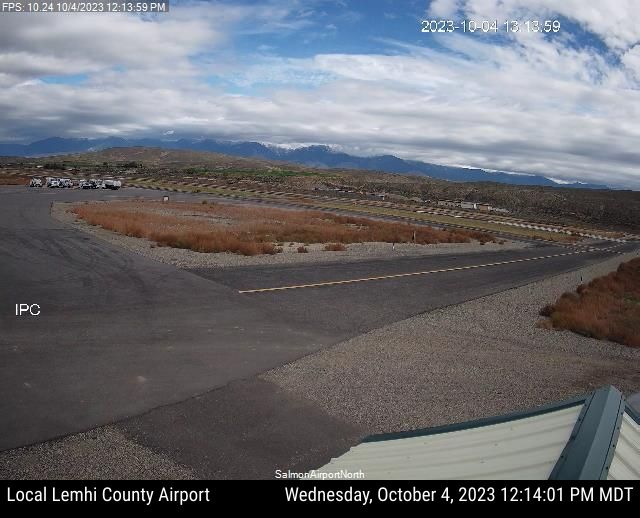 FPS: 10.24 10/4/2023 12:13:59 PM
2023-10-04 13:13:59
IPC
SalmonAirportNorth
Local Lemhi County Airport
Wednesday, October 4, 2023 12:14:01 PM MDT